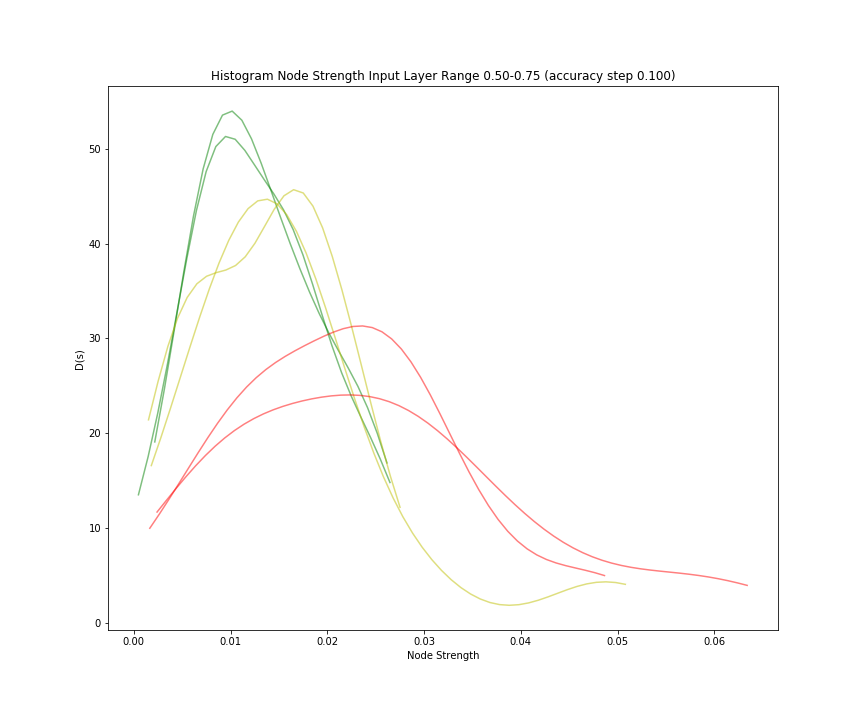 Histogram Node Strength Input Layer Range 0.50-0.75 (accuracy step 0.100)
D(s)
50
40
30
20
10
0
0.00 0.01 0.02 0.03 0.04 0.05 0.06
Node Strength